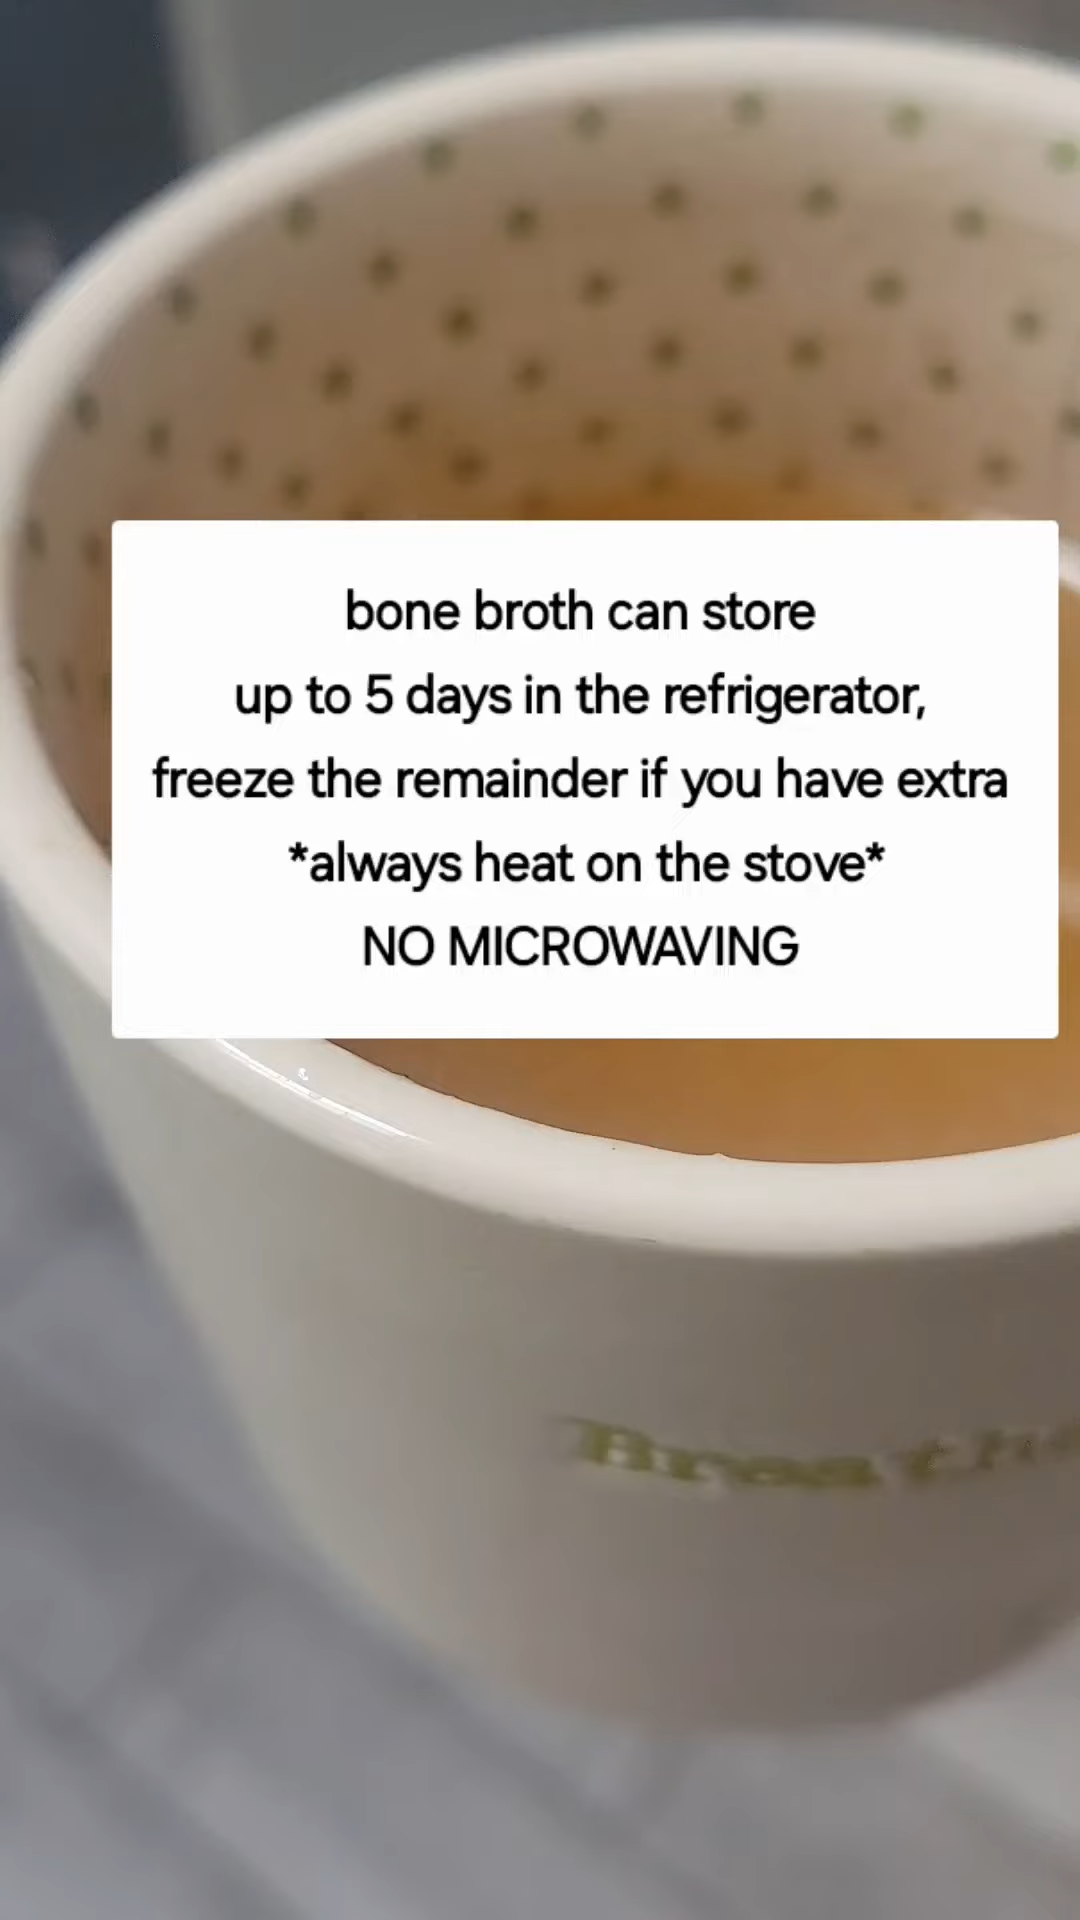 bone broth can store
up to 5 days in the refrigerator,
freeze the remainder if you have extra
*always heat on the stove*
NO MICROWAVING